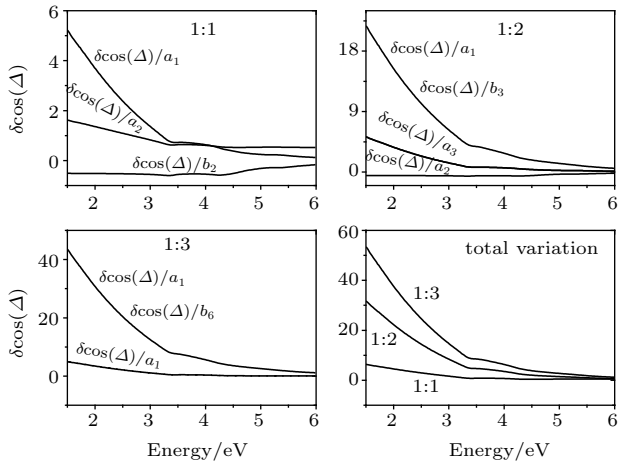 1:1
6
4
2
0
δcos(Δ)
δcos(Δ)/a₁
δcos(Δ)/a₂
δcos(Δ)/b₂
2 3 4 5 6
1:2
18
9
0
δcos(Δ)/a₁
δcos(Δ)/b₃
δcos(Δ)/a₃
δcos(Δ)/a₂
2 3 4 5 6
1:3
40
20
0
δcos(Δ)
δcos(Δ)/a₁
δcos(Δ)/b₆
δcos(Δ)/a₁
2 3 4 5 6
Energy/eV
total variation
60
40
20
0
1:3
1:2
1:1
2 3 4 5 6
Energy/eV